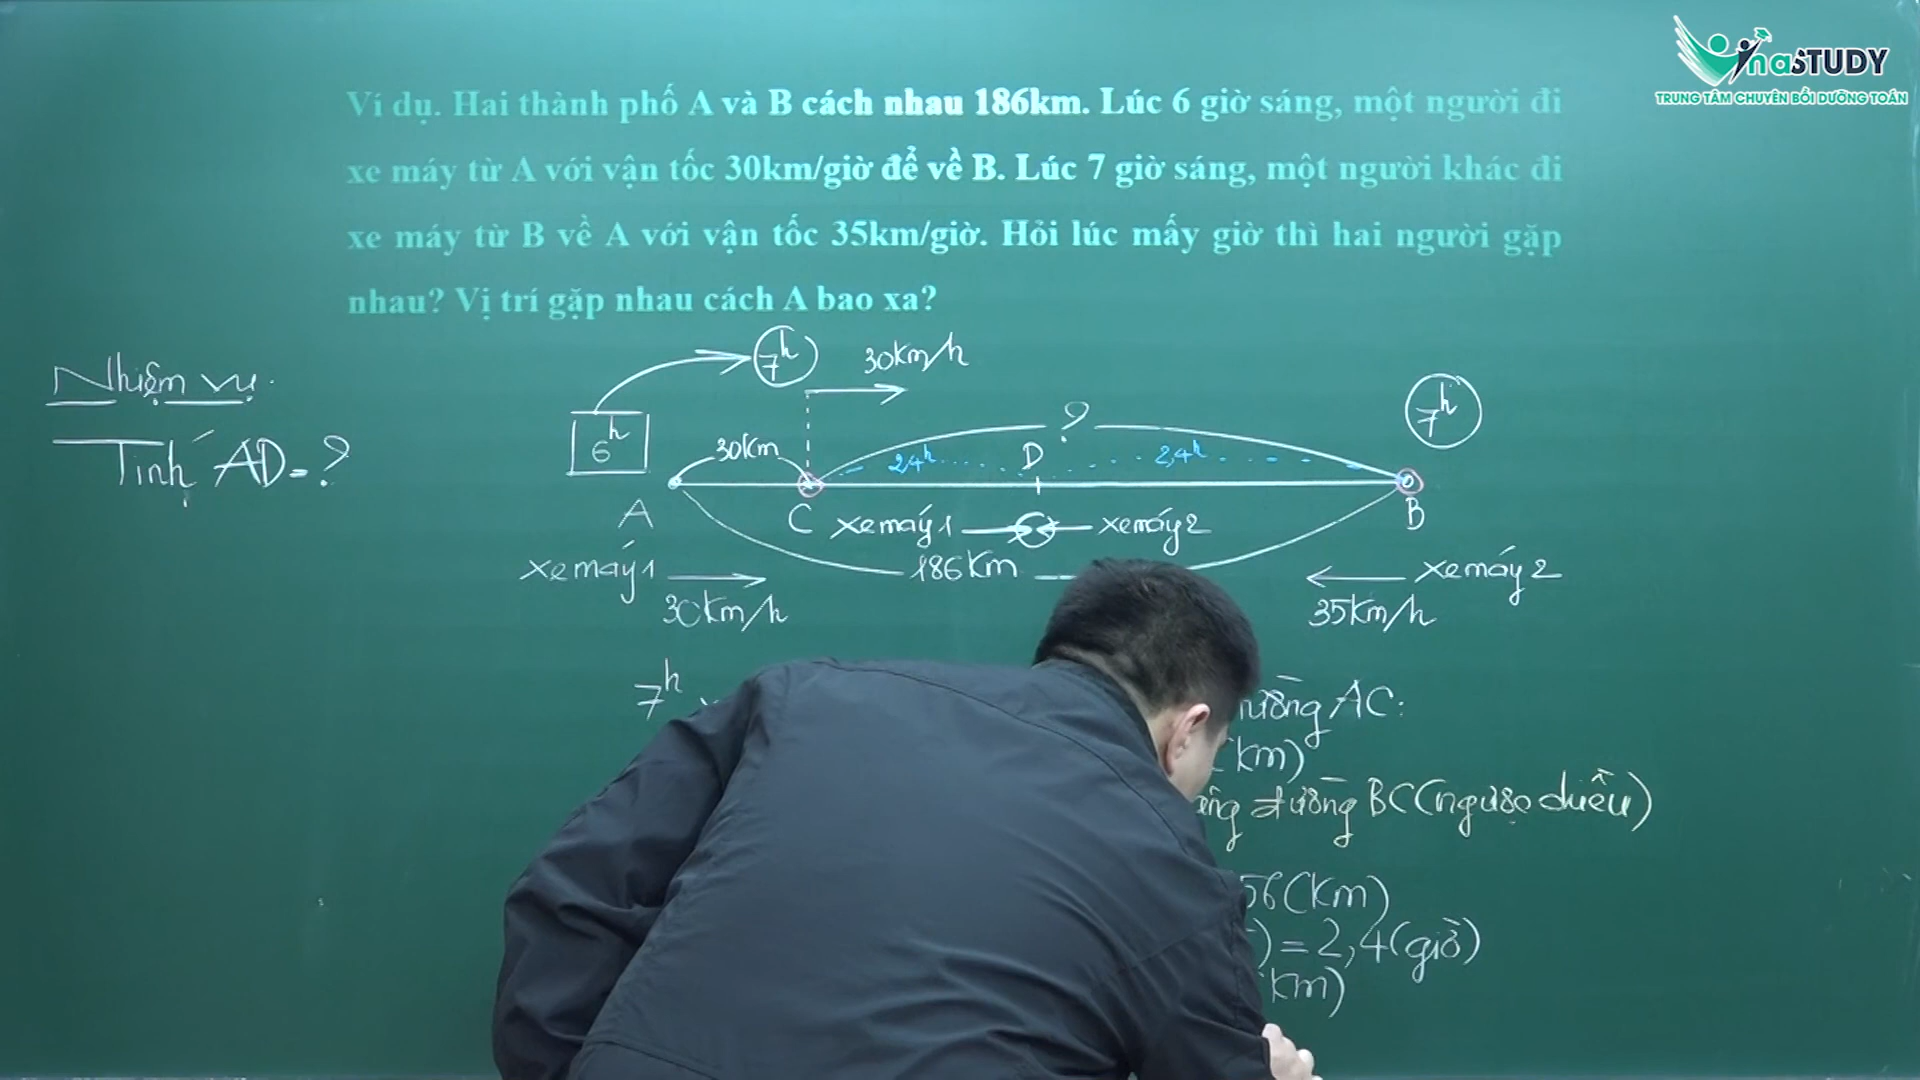 naSTUDY
TRUNG TÂM CHUYÊN BỒI DƯỠNG TOÁN
Ví dụ. Hai thành phố A và B cách nhau 186km. Lúc 6 giờ sáng, một người đi
xe máy từ A với vận tốc 30km/giờ để về B. Lúc 7 giờ sáng, một người khác đi
xe máy từ B về A với vận tốc 35km/giờ. Hỏi lúc mấy giờ thì hai người gặp
nhau? Vị trí gặp nhau cách A bao xa?
Nhiệm vụ.
Tính AD = ?
7h 30km/h
6h 30km ? 7h
2,4h D 2,4h
A C xe máy 1 xe máy 2 B
186km
xe máy 1 xe máy 2
30km/h 35km/h
7h
AC:
(km)
đường BC (ngược chiều)
56 (km)
) = 2,4 (giờ)
(km)